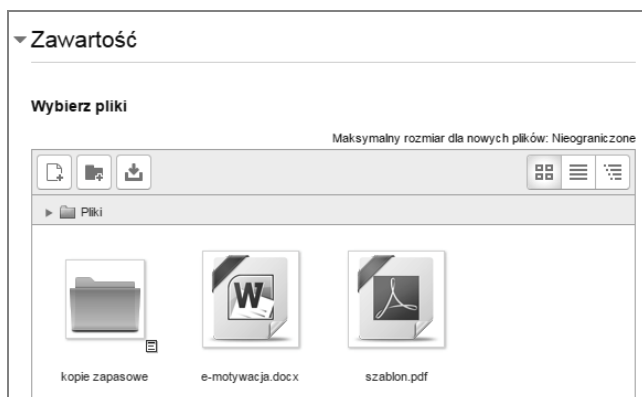 Zawartość
Wybierz pliki
Maksymalny rozmiar dla nowych plików: Nieograniczone
Pliki
W
kopie zapasowe e-motywacja.docx szablon.pdf